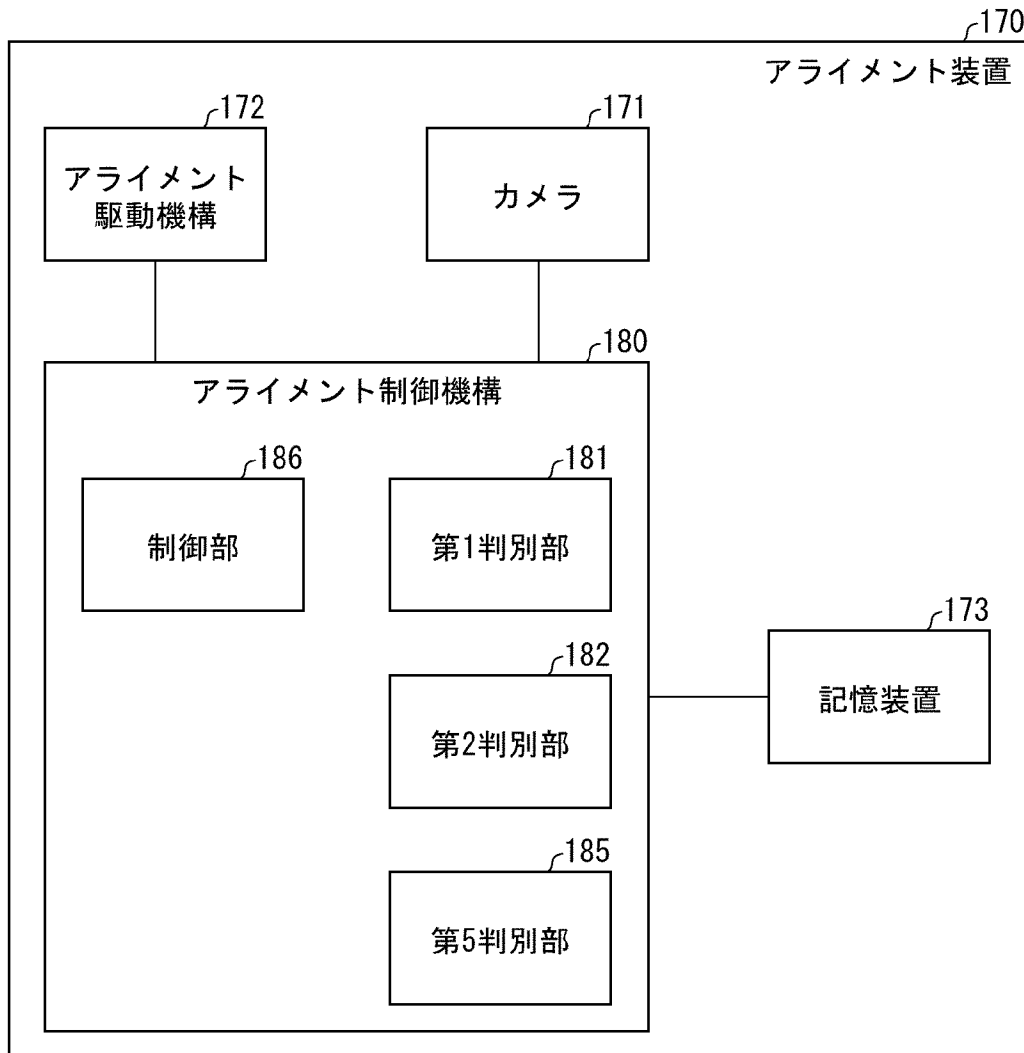 170
アライメント装置
172
アライメント
駆動機構
171
カメラ
180
アライメント制御機構
186
制御部
181
第1判別部
182
第2判別部
173
記憶装置
185
第5判別部